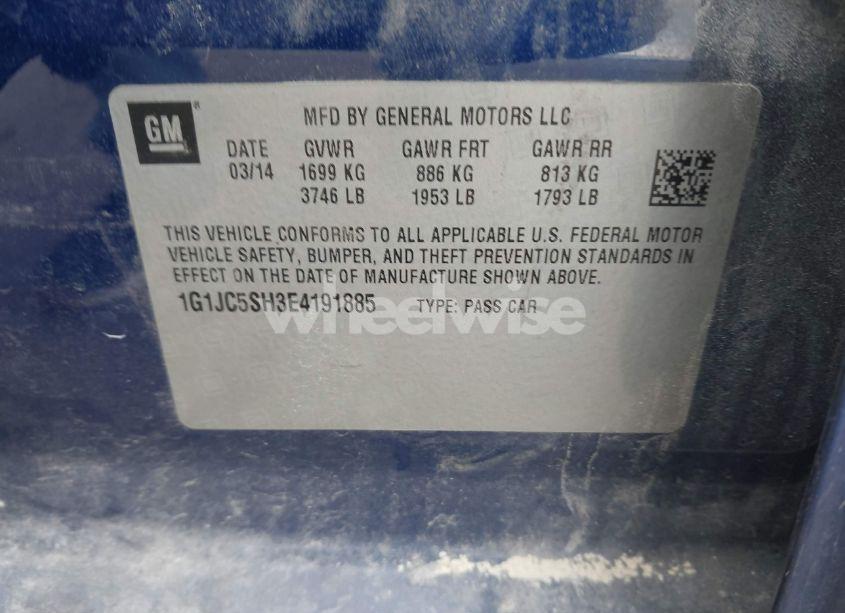 GM
MFD BY GENERAL MOTORS LLC
DATE GVWR GAWR FRT GAWR RR
03/14 1699 KG 886 KG 813 KG
3746 LB 1953 LB 1793 LB
THIS VEHICLE CONFORMS TO ALL APPLICABLE U.S. FEDERAL MOTOR
VEHICLE SAFETY, BUMPER, AND THEFT PREVENTION STANDARDS IN
EFFECT ON THE DATE OF MANUFACTURE SHOWN ABOVE.
1G1JC5SH3E4191885 TYPE: PASS CAR
wheelwise